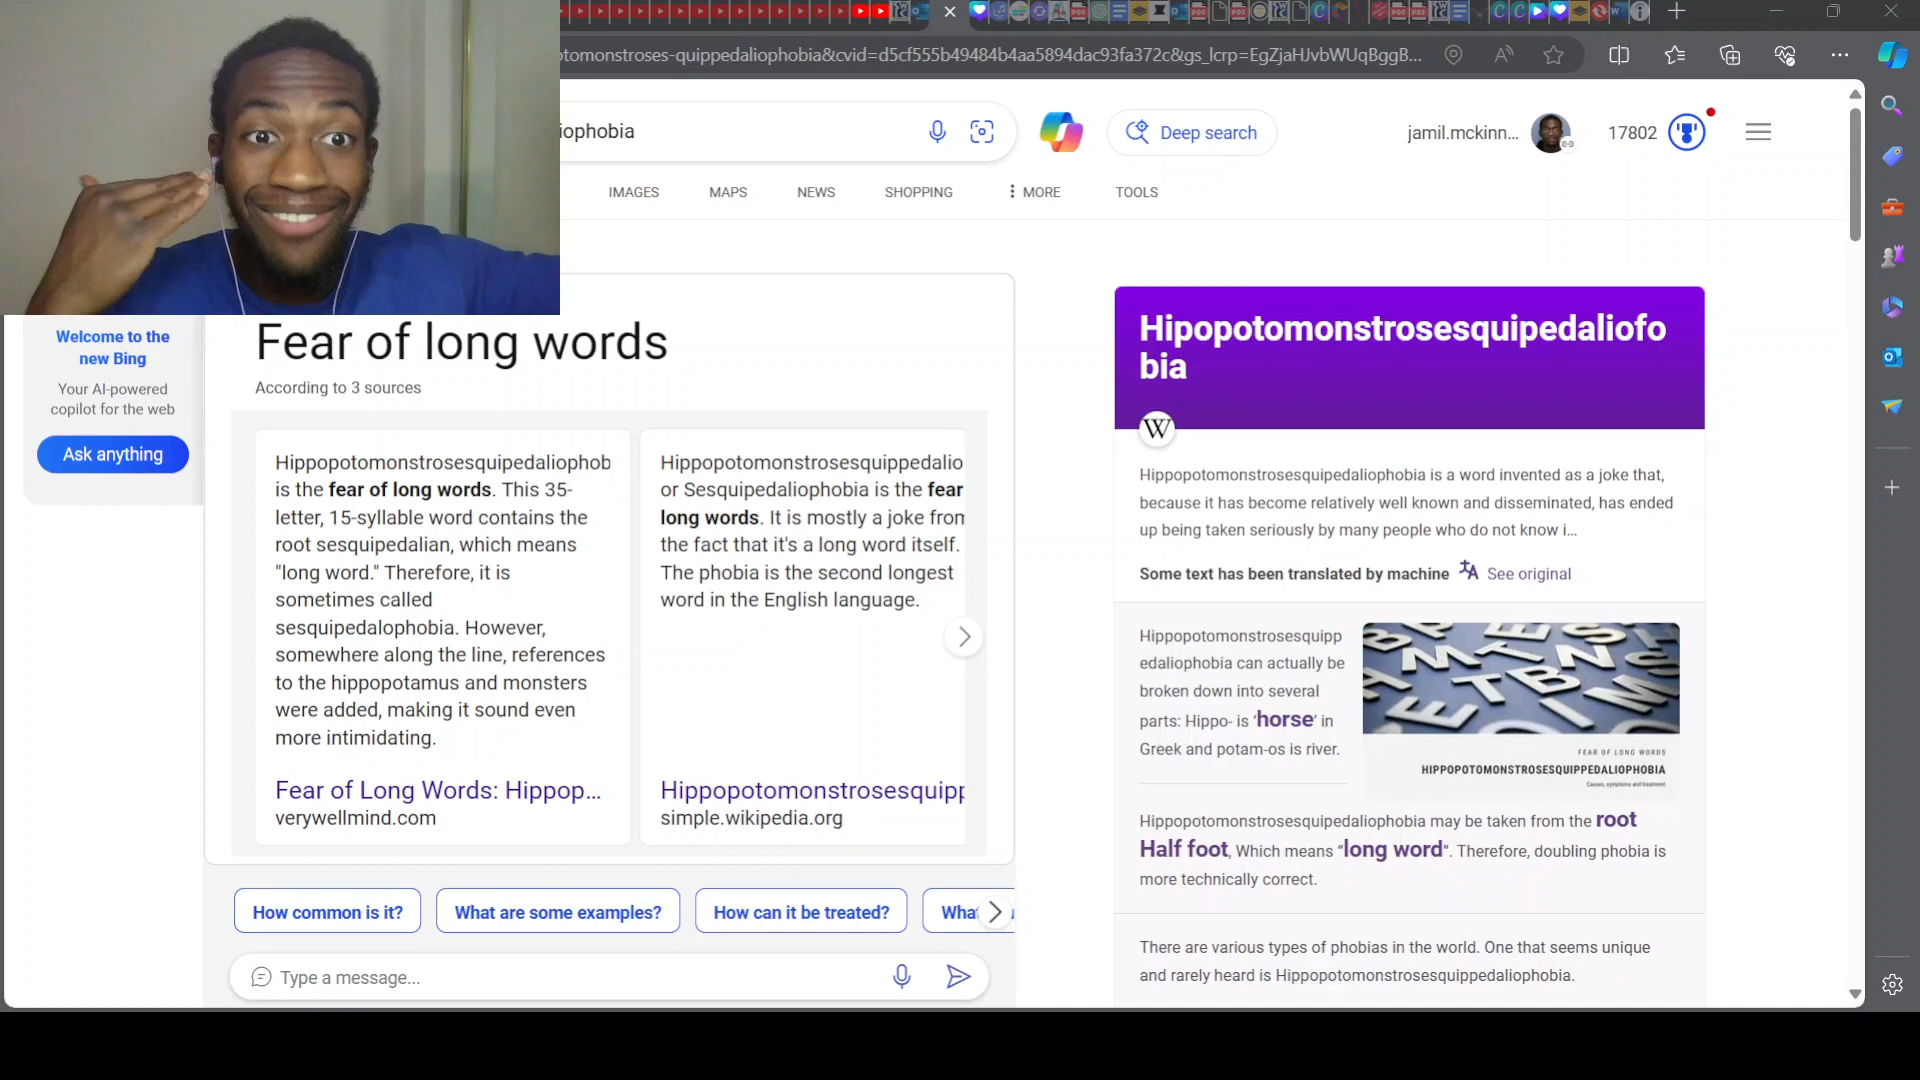 otomonstroses-quippedaliophobia&cvid=d5cf555b49484b4aa5894dac93fa372c&gs_lcrp=EgZjaHJvbWUqBggB...
iophobia
Deep search
jamil.mckinn...
17802
IMAGES
MAPS
NEWS
SHOPPING
MORE
TOOLS
Welcome to the
new Bing
Your AI-powered
copilot for the web
Ask anything
Fear of long words
According to 3 sources
Hippopotomonstrosesquipedaliophob
is the fear of long words. This 35-
letter, 15-syllable word contains the
root sesquipedalian, which means
"long word." Therefore, it is
sometimes called
sesquipedalophobia. However,
somewhere along the line, references
to the hippopotamus and monsters
were added, making it sound even
more intimidating.
Fear of Long Words: Hippop...
verywellmind.com
Hippopotomonstrosesquippedalio
or Sesquipedaliophobia is the fear
long words. It is mostly a joke from
the fact that it's a long word itself.
The phobia is the second longest
word in the English language.
Hippopotomonstrosesquipp
simple.wikipedia.org
How common is it?
What are some examples?
How can it be treated?
Wha
Type a message...
Hipopotomonstrosesquipedaliofo
bia
W
Hippopotomonstrosesquipedaliophobia is a word invented as a joke that,
because it has become relatively well known and disseminated, has ended
up being taken seriously by many people who do not know i...
Some text has been translated by machine See original
Hippopotomonstrosesquipp
edaliophobia can actually be
broken down into several
parts: Hippo- is 'horse' in
Greek and potam-os is river.
FEAR OF LONG WORDS
HIPPOPOTOMONSTROSESQUIPPEDALIOPHOBIA
Causes, symptoms and treatment
Hippopotomonstrosesquipedaliophobia may be taken from the root
Half foot, Which means "long word". Therefore, doubling phobia is
more technically correct.
There are various types of phobias in the world. One that seems unique
and rarely heard is Hippopotomonstrosesquippedaliophobia.